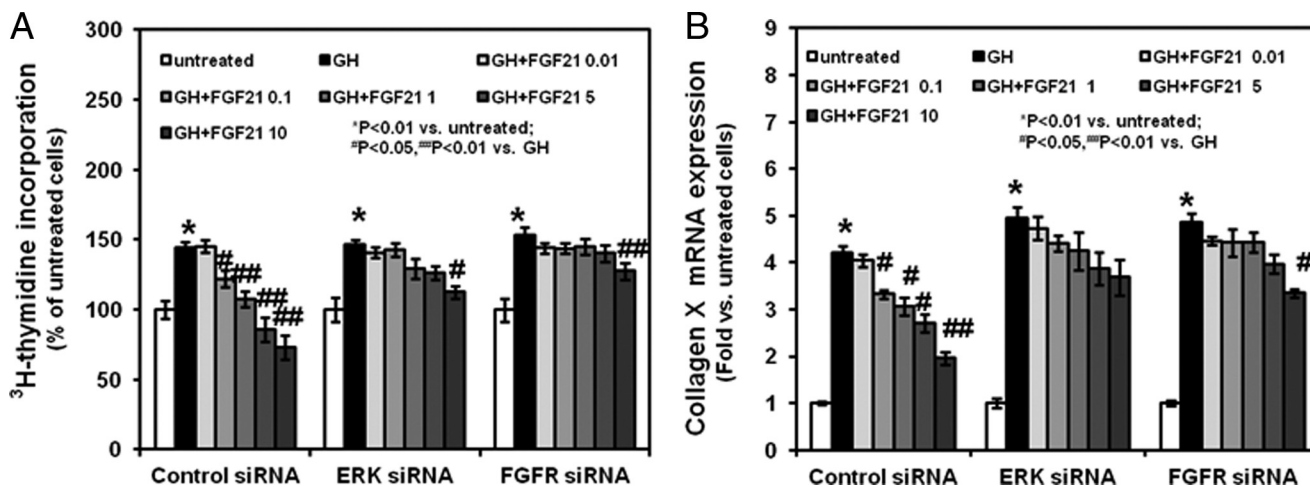 A
³H-thymidine incorporation
(% of untreated cells)
300
250
200
150
100
50
0
untreated GH GH+FGF21 0.01
GH+FGF21 0.1 GH+FGF21 1 GH+FGF21 5
GH+FGF21 10
*P<0.01 vs. untreated;
#P<0.05,##P<0.01 vs. GH
* # ## ## ##
* #
* ##
Control siRNA ERK siRNA FGFR siRNA
B
Collagen X mRNA expression
(Fold vs. untreated cells)
9
8
7
6
5
4
3
2
1
0
untreated GH GH+FGF21 0.01
GH+FGF21 0.1 GH+FGF21 1 GH+FGF21 5
GH+FGF21 10
*P<0.01 vs. untreated;
#P<0.05,##P<0.01 vs. GH
* # # # ##
*
* #
Control siRNA ERK siRNA FGFR siRNA